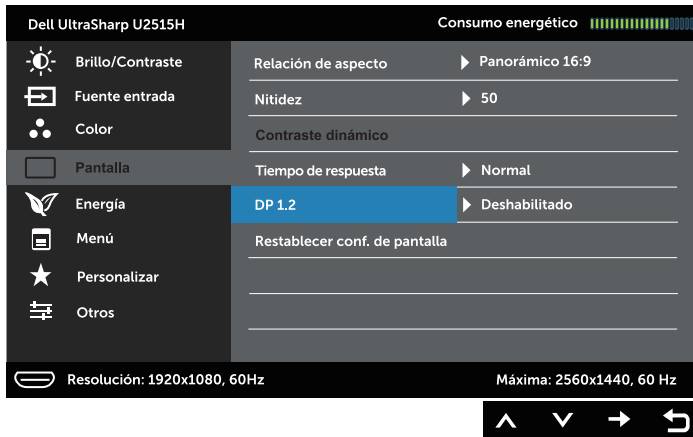 Dell UltraSharp U2515H Consumo energético
Brillo/Contraste Relación de aspecto Panorámico 16:9
Fuente entrada Nitidez 50
Color Contraste dinámico
Pantalla Tiempo de respuesta Normal
Energía DP 1.2 Deshabilitado
Menú Restablecer conf. de pantalla
Personalizar
Otros
Resolución: 1920x1080, 60Hz Máxima: 2560x1440, 60 Hz